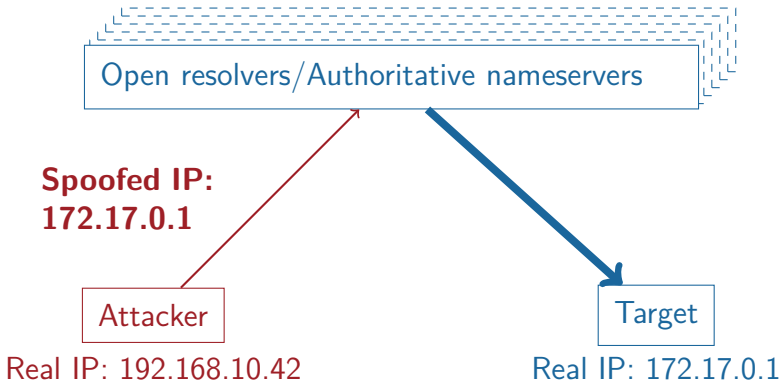 Open resolvers/Authoritative nameservers
Spoofed IP:
172.17.0.1
Attacker
Target
Real IP: 192.168.10.42
Real IP: 172.17.0.1